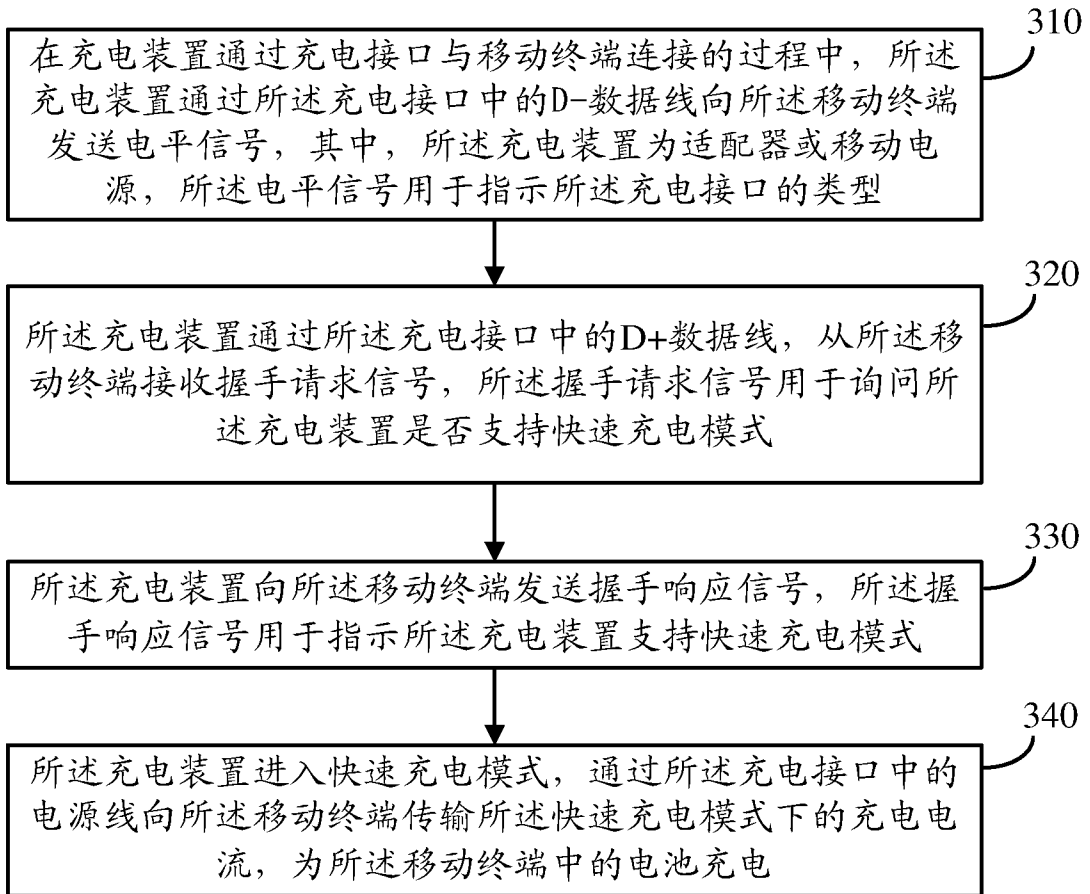 310
在充电装置通过充电接口与移动终端连接的过程中，所述
充电装置通过所述充电接口中的D-数据线向所述移动终端
发送电平信号，其中，所述充电装置为适配器或移动电
源，所述电平信号用于指示所述充电接口的类型
320
所述充电装置通过所述充电接口中的D+数据线，从所述移
动终端接收握手请求信号，所述握手请求信号用于询问所
述充电装置是否支持快速充电模式
330
所述充电装置向所述移动终端发送握手响应信号，所述握
手响应信号用于指示所述充电装置支持快速充电模式
340
所述充电装置进入快速充电模式，通过所述充电接口中的
电源线向所述移动终端传输所述快速充电模式下的充电电
流，为所述移动终端中的电池充电